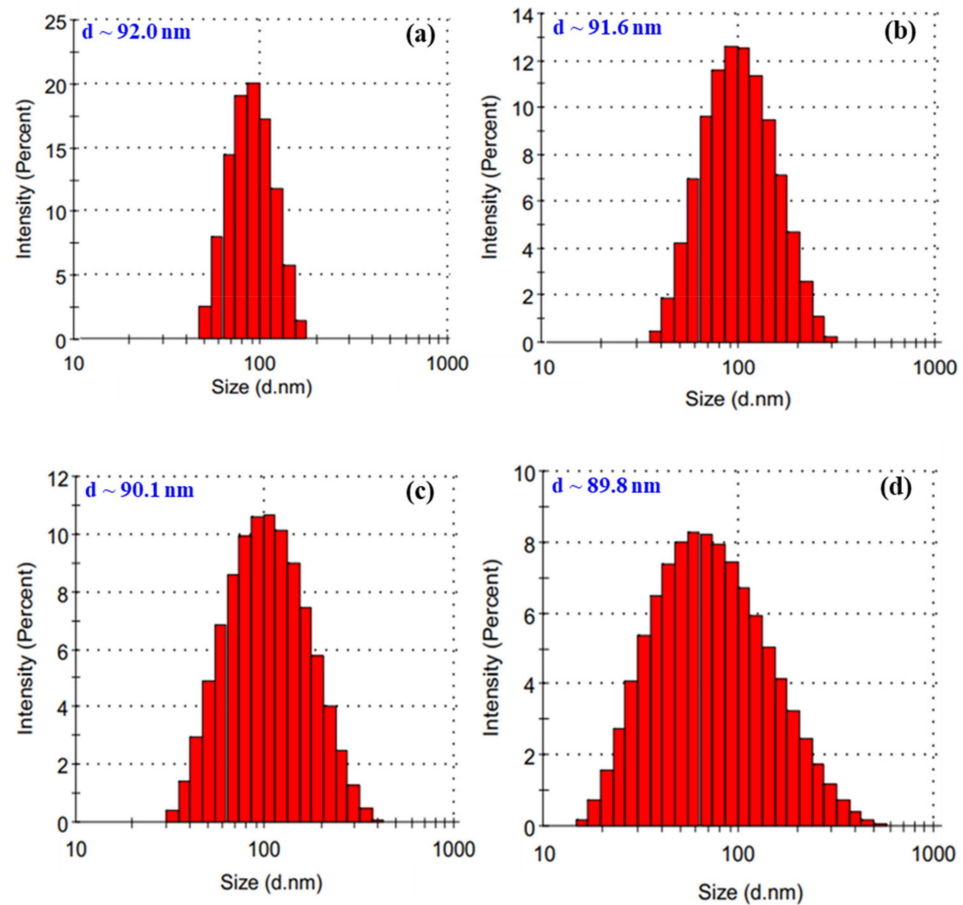 d ~ 92.0 nm
(a)
Intensity (Percent)
25
20
15
10
5
0
10
100
1000
Size (d.nm)
d ~ 91.6 nm
(b)
Intensity (Percent)
14
12
10
8
6
4
2
0
10
100
1000
Size (d.nm)
d ~ 90.1 nm
(c)
Intensity (Percent)
12
10
8
6
4
2
0
10
100
1000
Size (d.nm)
d ~ 89.8 nm
(d)
Intensity (Percent)
10
8
6
4
2
0
10
100
1000
Size (d.nm)